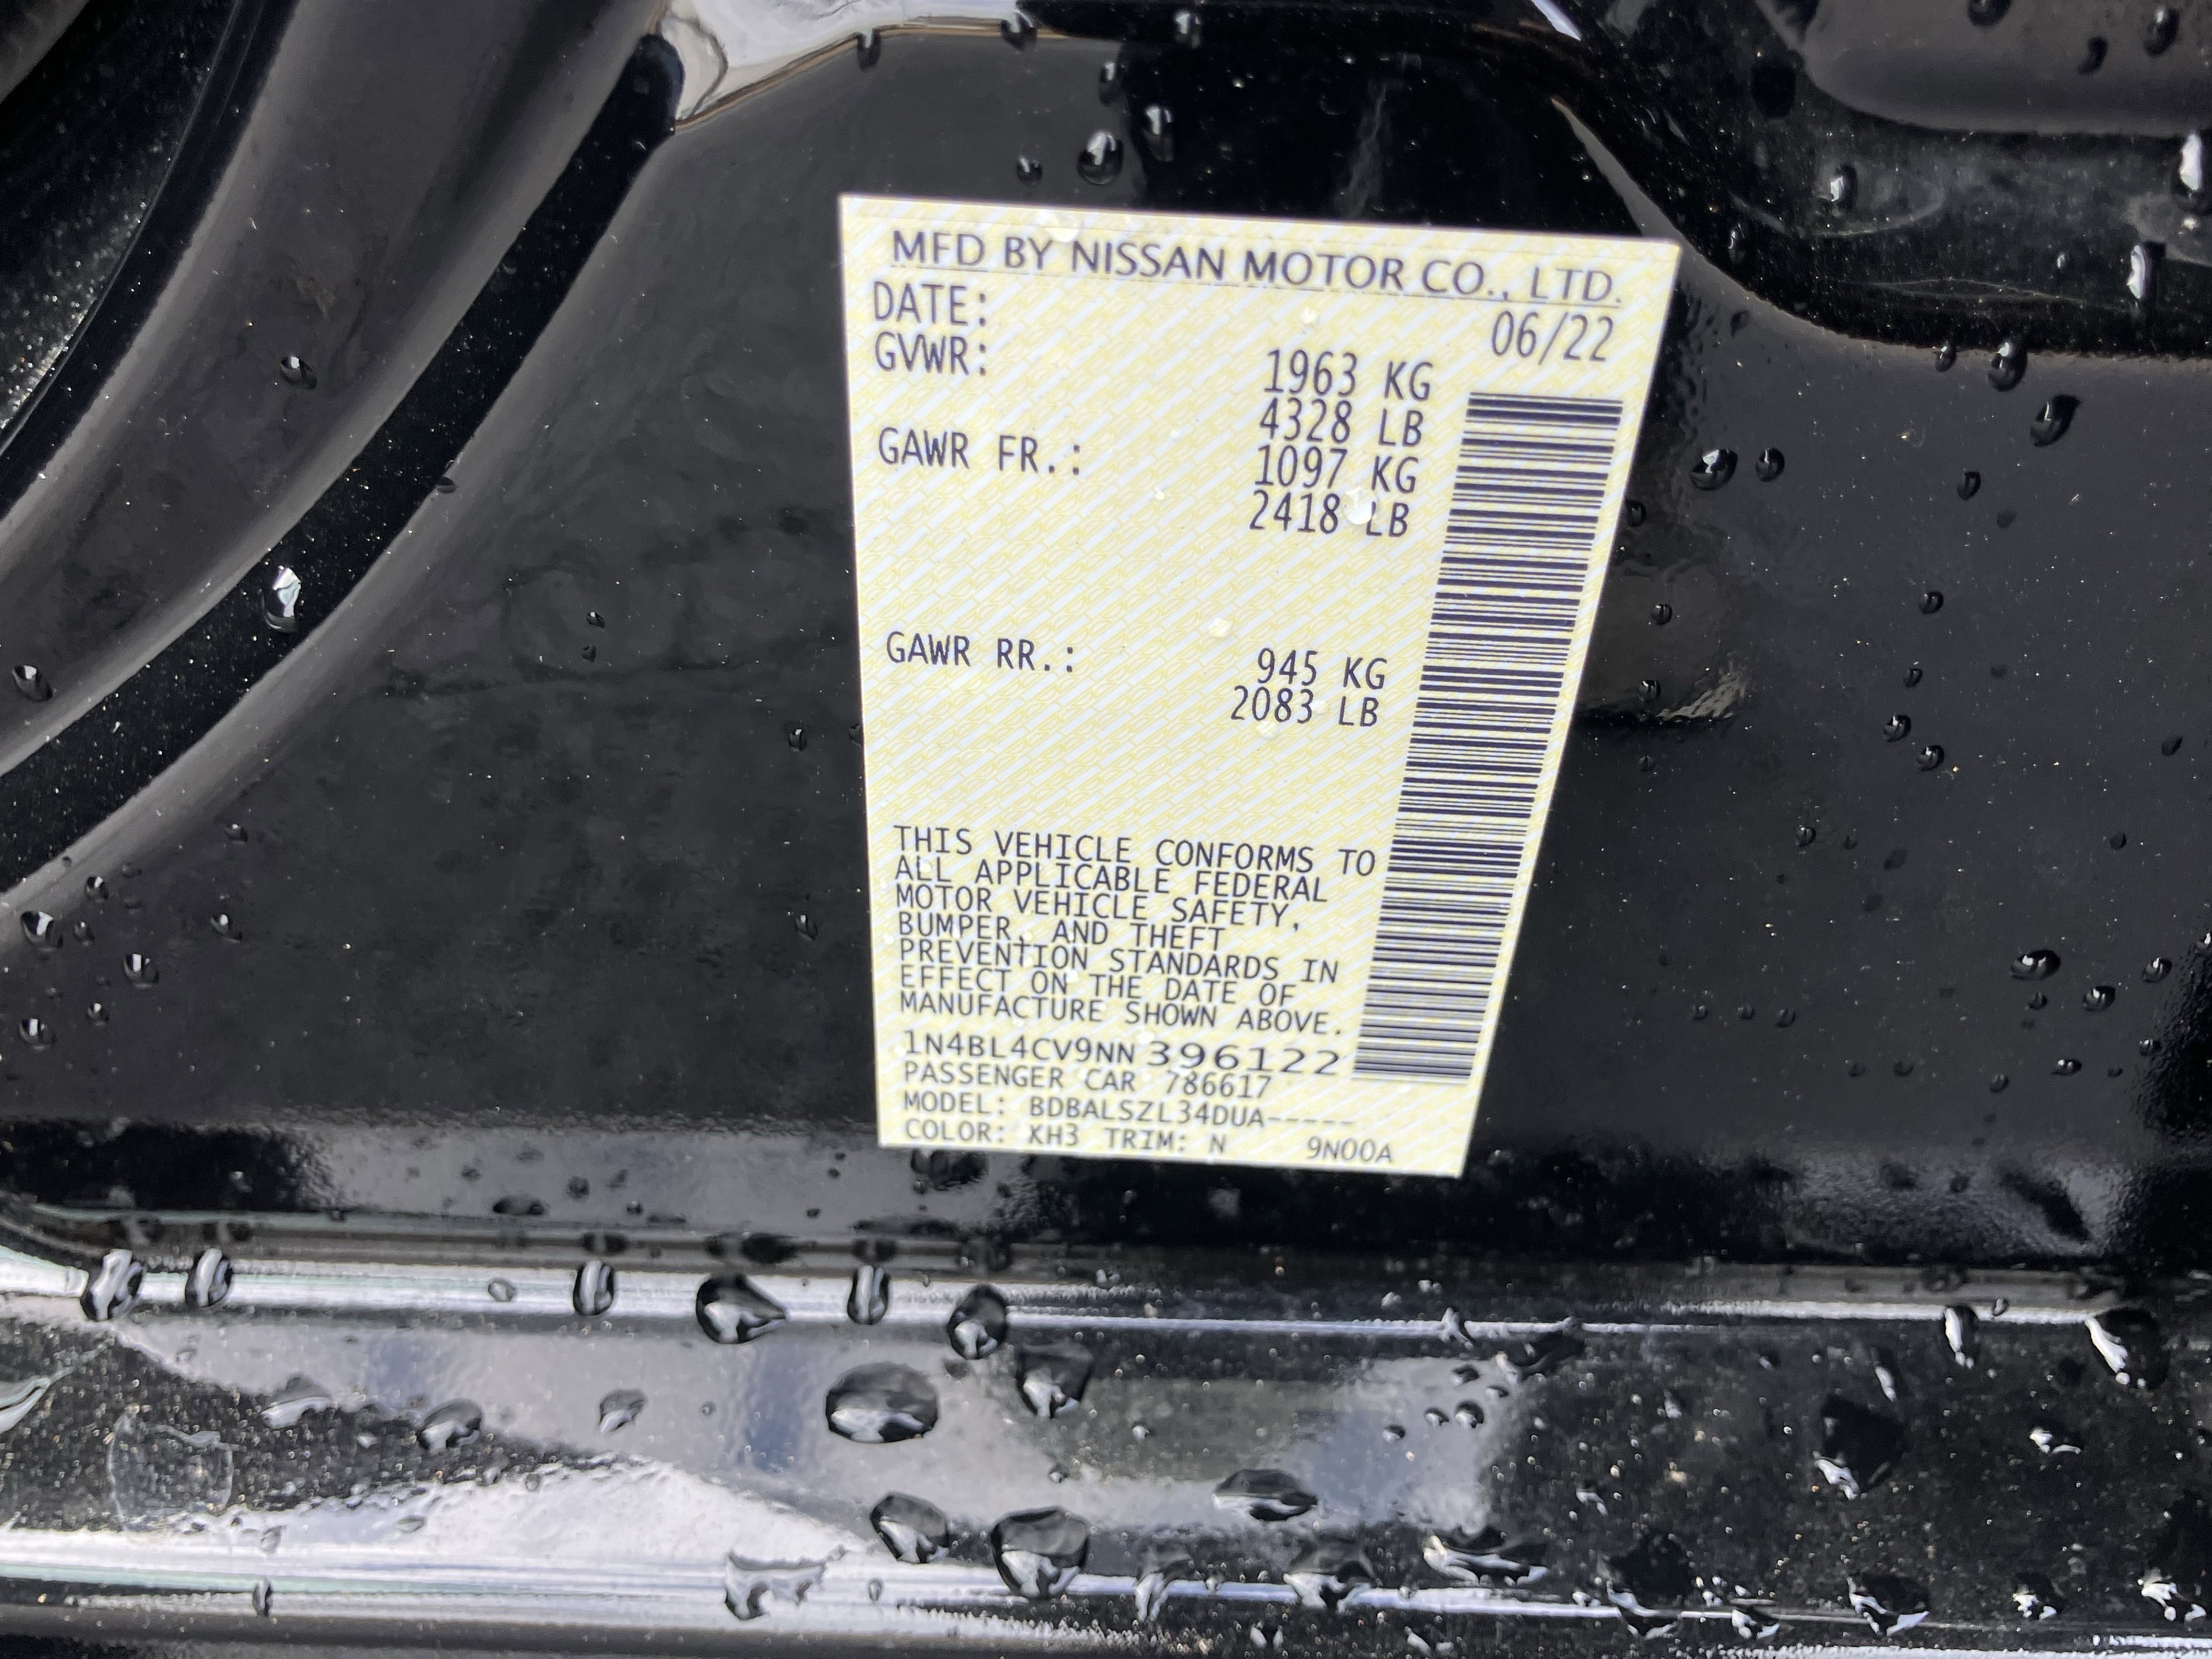 MFD BY NISSAN MOTOR CO., LTD.
DATE: 06/22
GVWR: 1963 KG
4328 LB
GAWR FR.: 1097 KG
2418 LB
GAWR RR.: 945 KG
2083 LB
THIS VEHICLE CONFORMS TO
ALL APPLICABLE FEDERAL
MOTOR VEHICLE SAFETY,
BUMPER, AND THEFT
PREVENTION STANDARDS IN
EFFECT ON THE DATE OF
MANUFACTURE SHOWN ABOVE.
1N4BL4CV9NN396122
PASSENGER CAR 786617
MODEL: BDBALSZL34DUA-----
COLOR: XH3 TRIM: N 9N00A